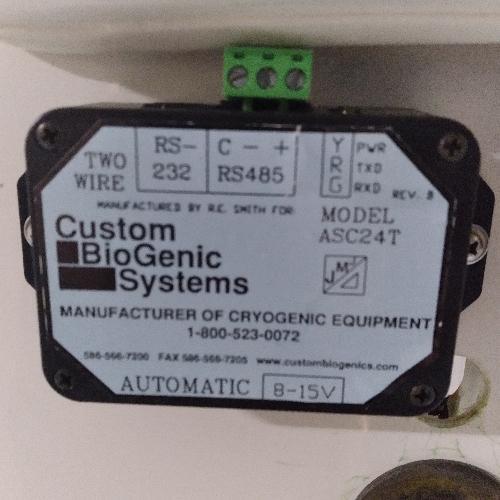 TWO WIRE
RS-232
C - +
RS485
Y PWR
R TXD
G RXD
REV. B
MANUFACTURED BY R.E. SMITH FOR
MODEL
ASC24T
Custom
BioGenic
Systems
JM
MANUFACTURER OF CRYOGENIC EQUIPMENT
1-800-523-0072
586-566-7200 FAX 586-566-7205 www.custombiogenics.com
AUTOMATIC 8-15V